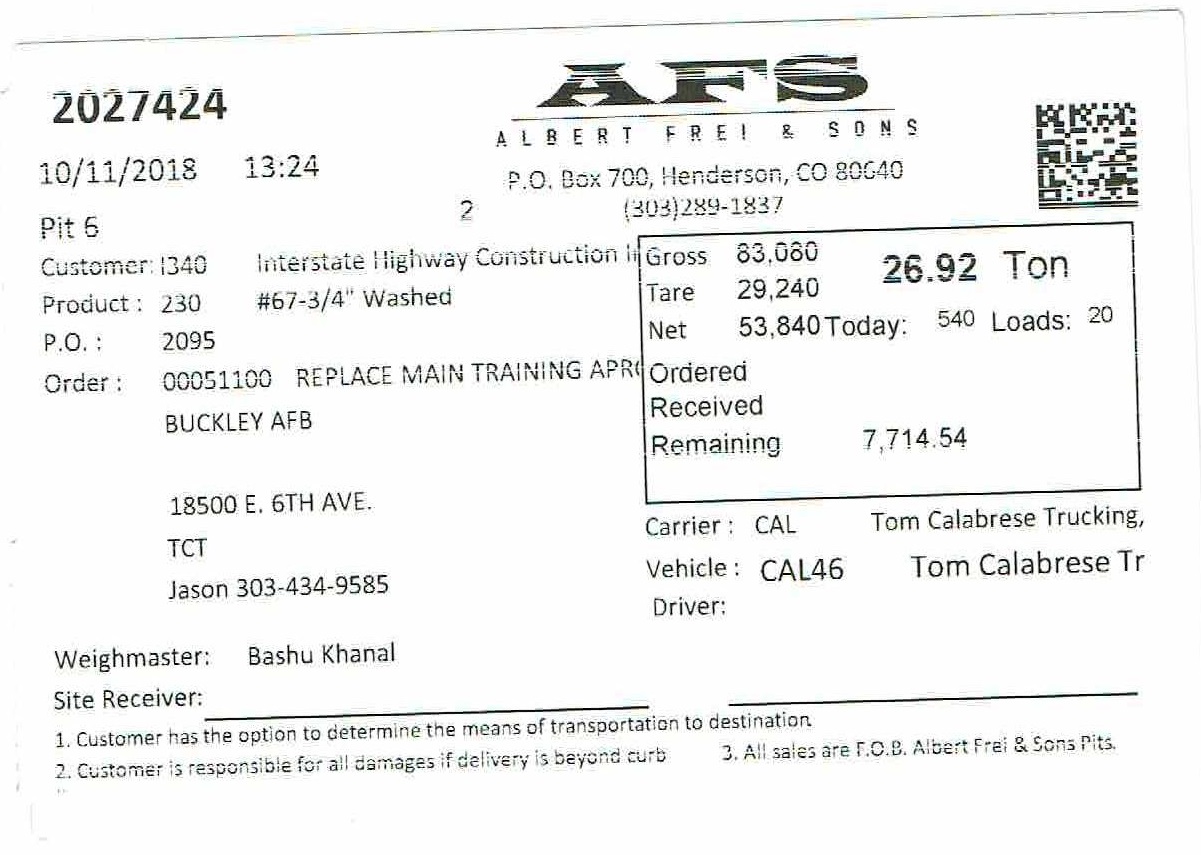 2027424
AFS
ALBERT FREI & SONS
10/11/2018 13:24
P.O. Box 700, Henderson, CO 80640
(303)289-1837
2
Pit 6
Customer: I340 Interstate Highway Construction I
Product : 230 #67-3/4" Washed
P.O. : 2095
Order : 00051100 REPLACE MAIN TRAINING APR
BUCKLEY AFB
18500 E. 6TH AVE.
TCT
Jason 303-434-9585
Gross 83,080 26.92 Ton
Tare 29,240
Net 53,840 Today: 540 Loads: 20
Ordered
Received
Remaining 7,714.54
Carrier : CAL Tom Calabrese Trucking,
Vehicle : CAL46 Tom Calabrese Tr
Driver:
Weighmaster: Bashu Khanal
Site Receiver:
1. Customer has the option to determine the means of transportation to destination
2. Customer is responsible for all damages if delivery is beyond curb 3. All sales are F.O.B. Albert Frei & Sons Pits.